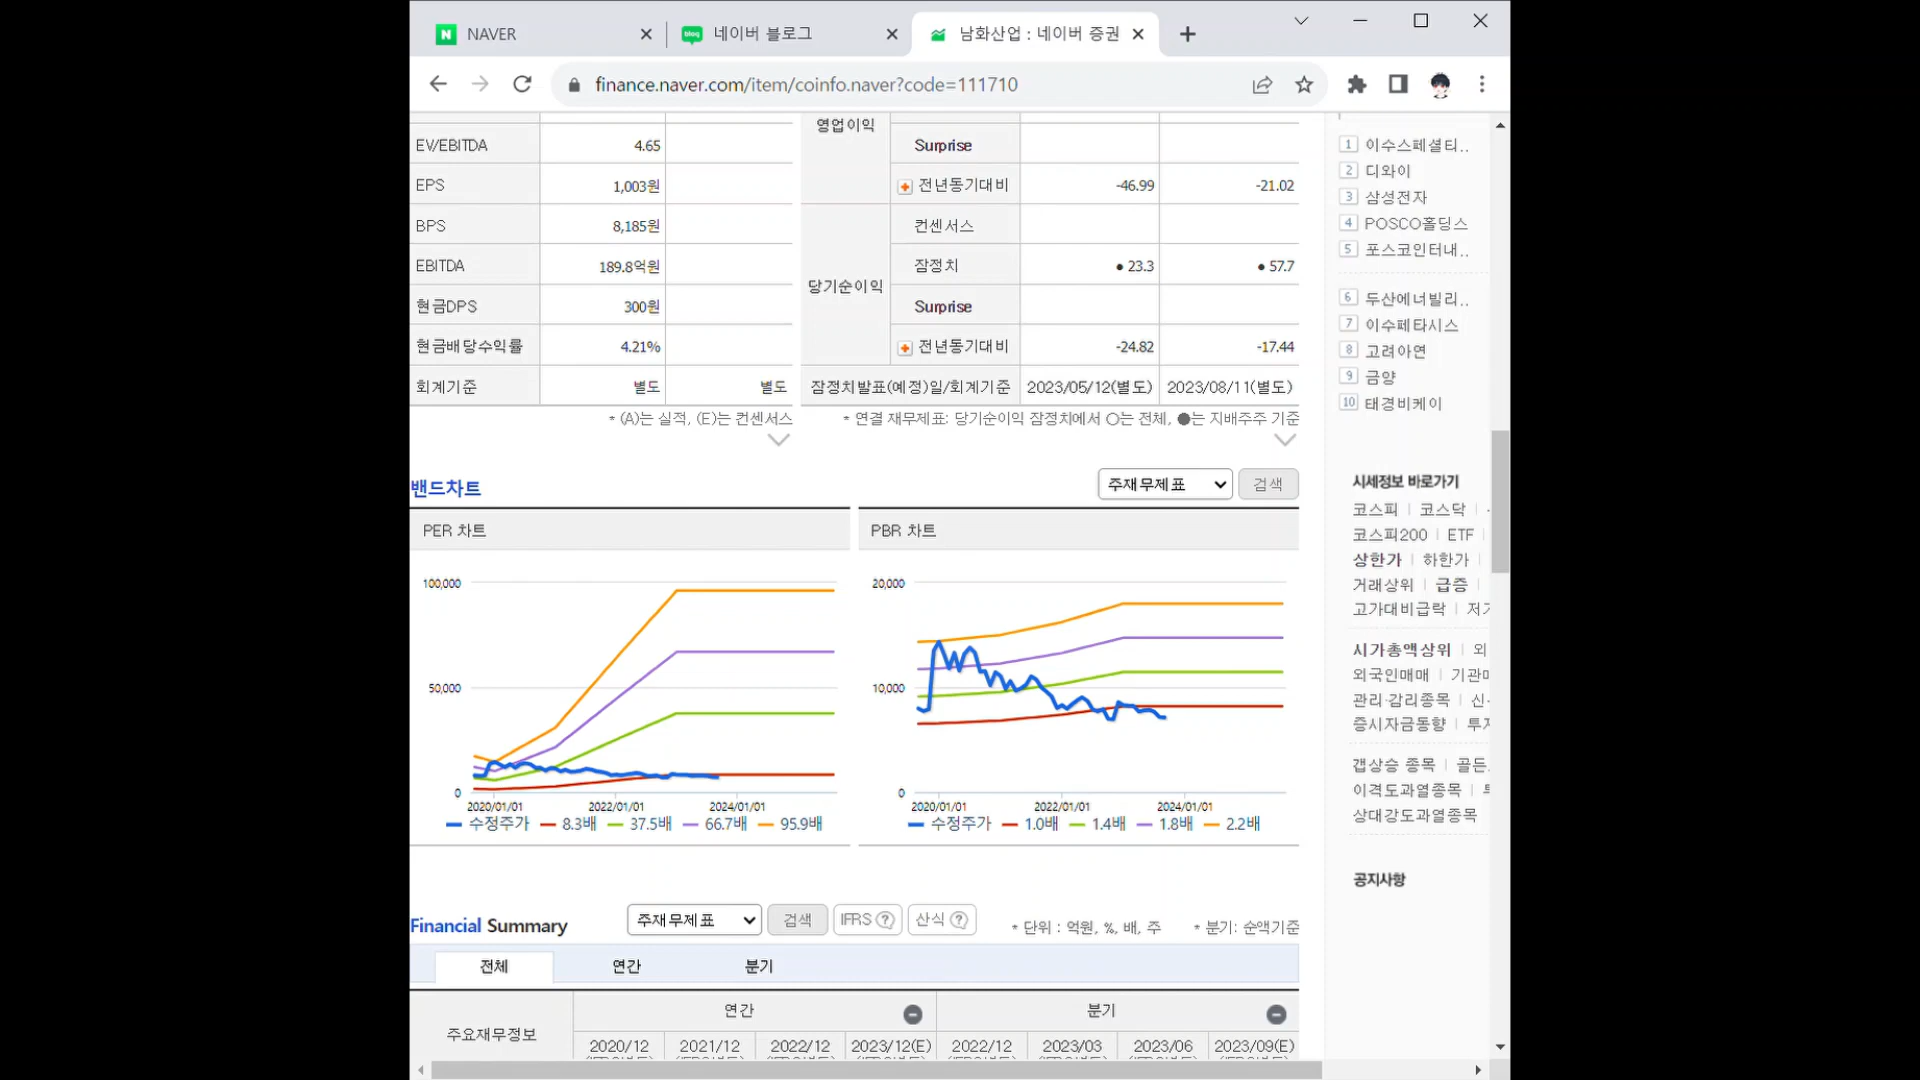 NAVER
네이버 블로그
남화산업 : 네이버 증권
finance.naver.com/item/coinfo.naver?code=111710
EV/EBITDA 4.65
EPS 1,003원
BPS 8,185원
EBITDA 189.8억원
현금DPS 300원
현금배당수익률 4.21%
회계기준 별도 별도
* (A)는 실적, (E)는 컨센서스
영업이익
Surprise
전년동기대비 -46.99 -21.02
당기순이익
컨센서스
잠정치 ● 23.3 ● 57.7
Surprise
전년동기대비 -24.82 -17.44
잠정치발표(예정)일/회계기준 2023/05/12(별도) 2023/08/11(별도)
* 연결 재무제표: 당기순이익 잠정치에서 ○는 전체, ●는 지배주주 기준
밴드차트
주재무제표
검색
PER 차트
100,000
50,000
0
2020/01/01 2022/01/01 2024/01/01
수정주가 8.3배 37.5배 66.7배 95.9배
PBR 차트
20,000
10,000
0
2020/01/01 2022/01/01 2024/01/01
수정주가 1.0배 1.4배 1.8배 2.2배
Financial Summary
주재무제표
검색
IFRS ?
산식 ?
* 단위 : 억원, %, 배, 주 * 분기: 순액기준
전체 연간 분기
주요재무정보
연간 분기
2020/12 2021/12 2022/12 2023/12(E) 2022/12 2023/03 2023/06 2023/09(E)
1 이수스페셜티..
2 디와이
3 삼성전자
4 POSCO홀딩스
5 포스코인터내..
6 두산에너빌리..
7 이수페타시스
8 고려아연
9 금양
10 태경비케이
시세정보 바로가기
코스피 코스닥
코스피200 ETF
상한가 하한가
거래상위 급증
고가대비급락
시가총액상위 외
외국인매매
관리·감리종목
증시자금동향
갭상승 종목
이격도과열종목
상대강도과열종목
공지사항